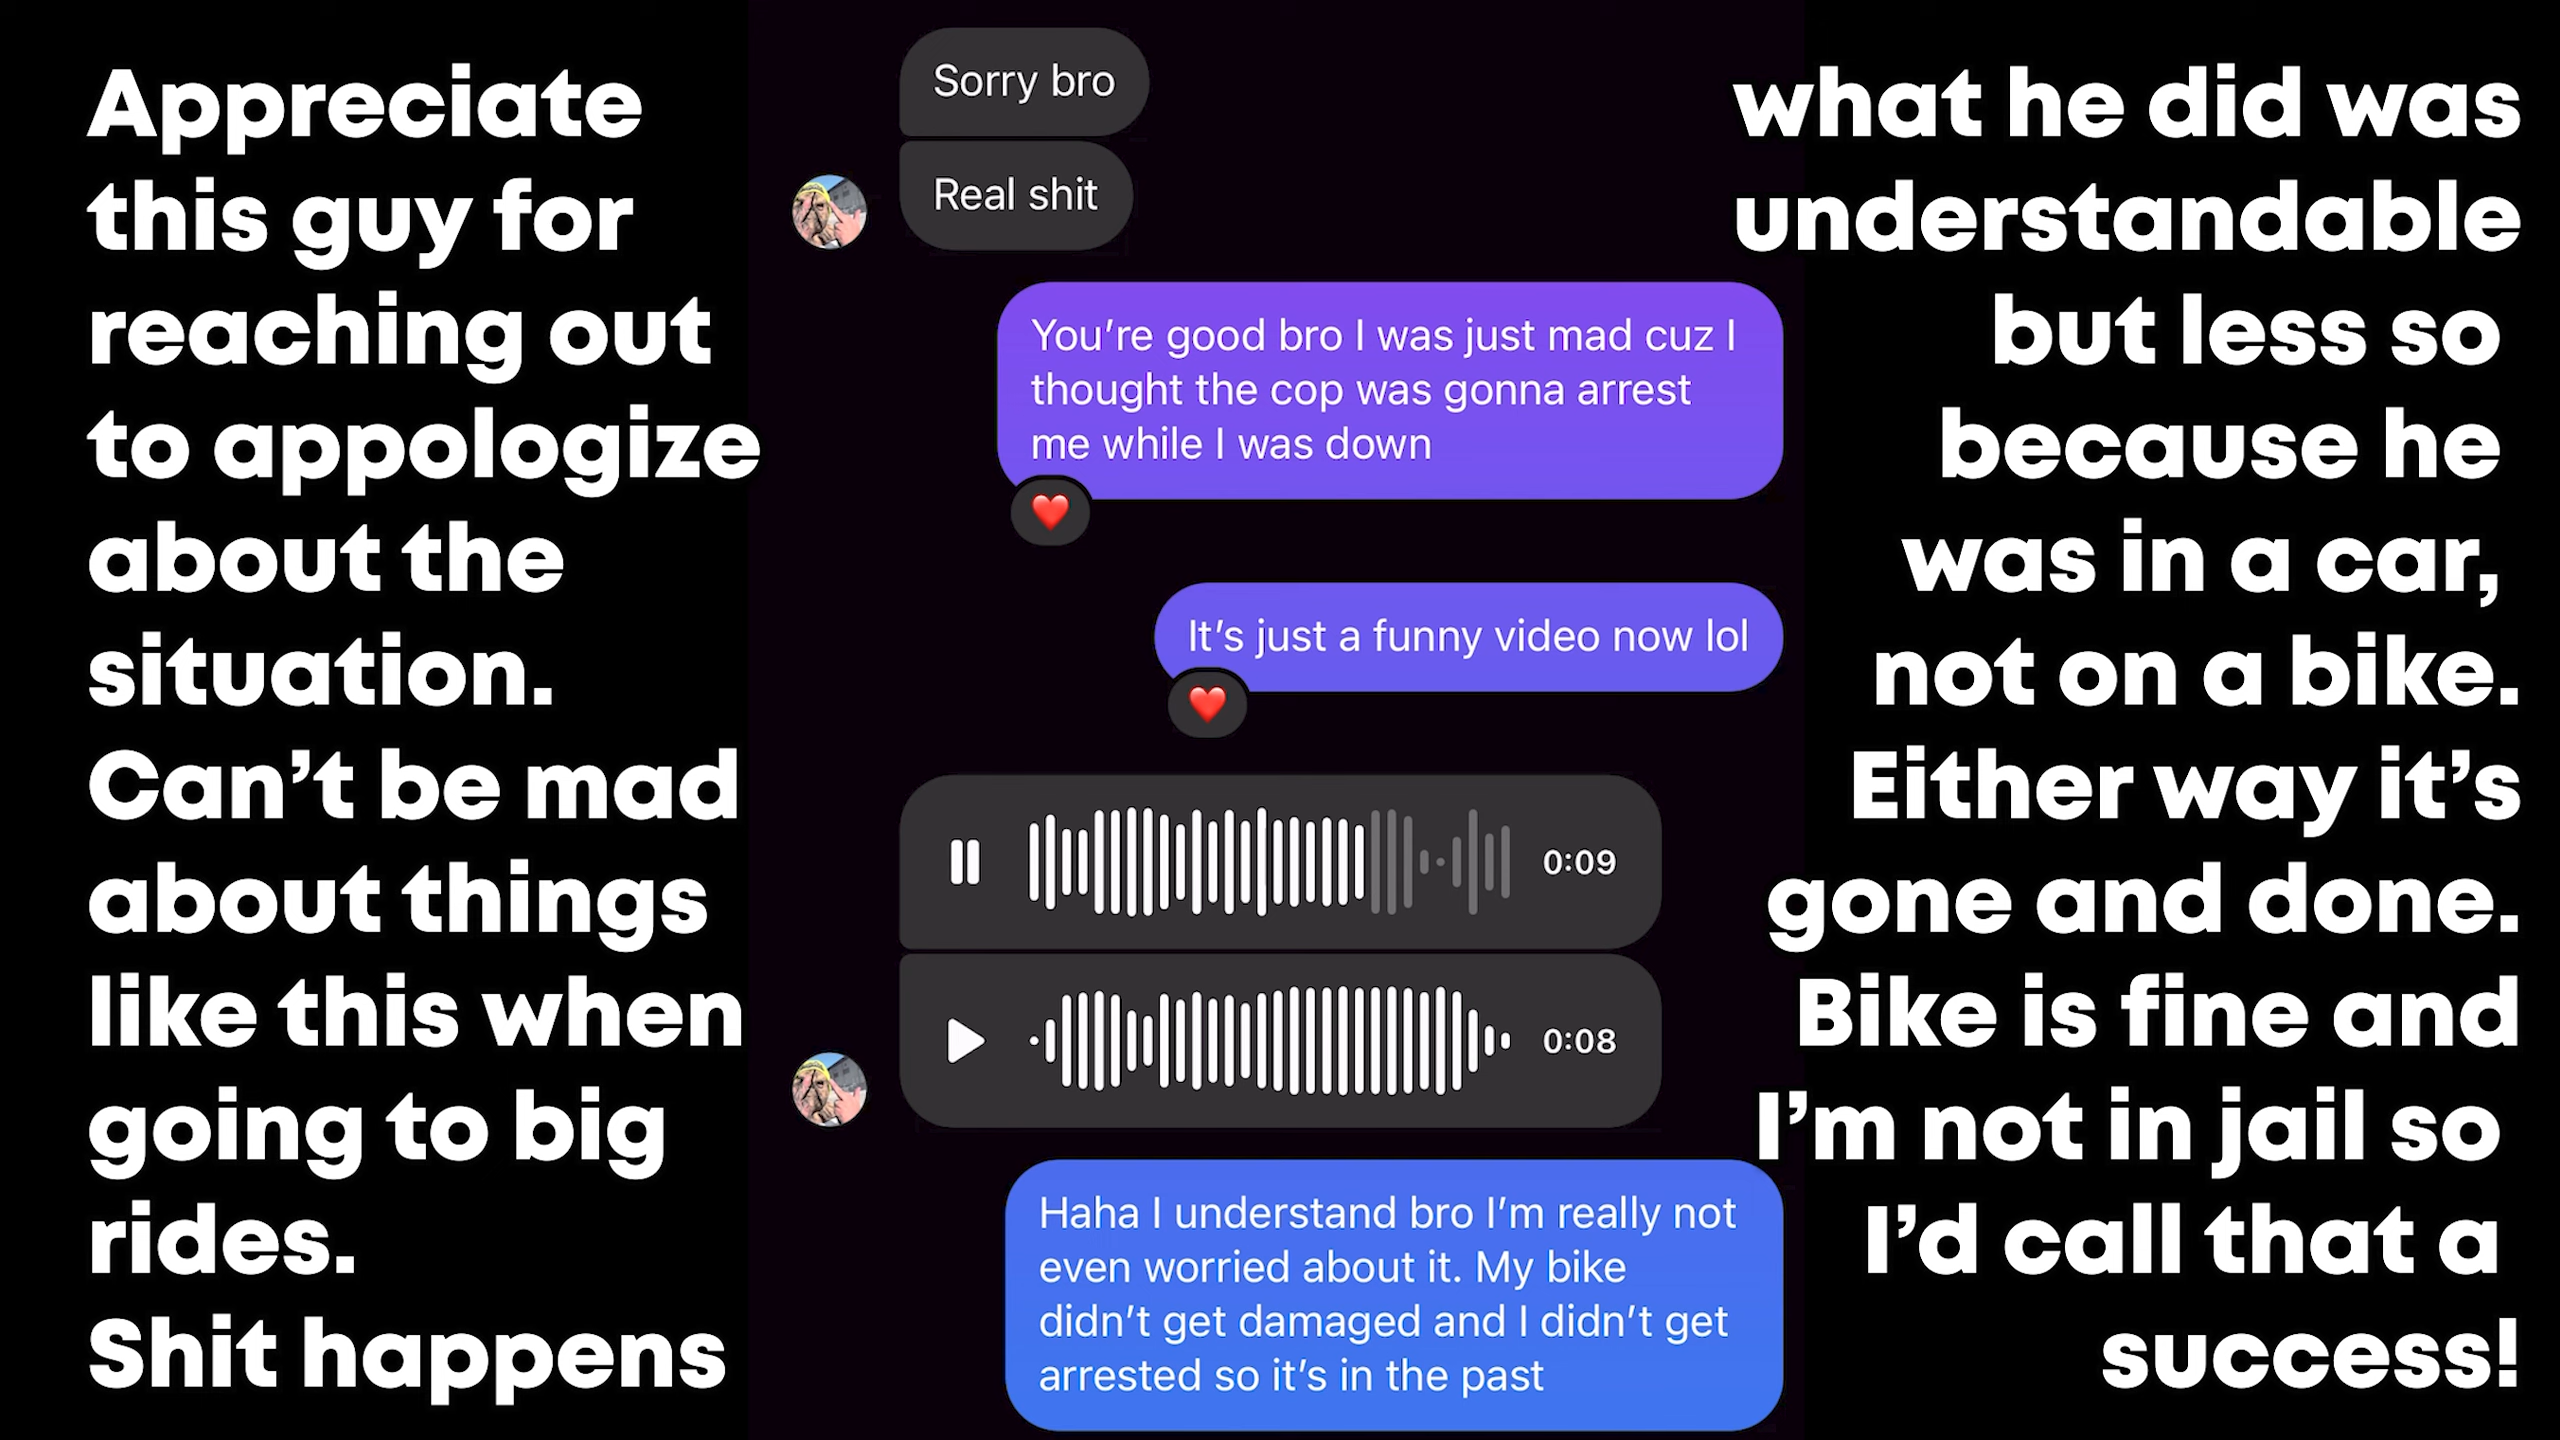 Appreciate
this guy for
reaching out
to appologize
about the
situation.
Can't be mad
about things
like this when
going to big
rides.
Shit happens
Sorry bro
Real shit
You're good bro I was just mad cuz I
thought the cop was gonna arrest
me while I was down
It's just a funny video now lol
0:09
0:08
Haha I understand bro I'm really not
even worried about it. My bike
didn't get damaged and I didn't get
arrested so it's in the past
what he did was
understandable
but less so
because he
was in a car,
not on a bike.
Either way it's
gone and done.
Bike is fine and
I'm not in jail so
I'd call that a
success!